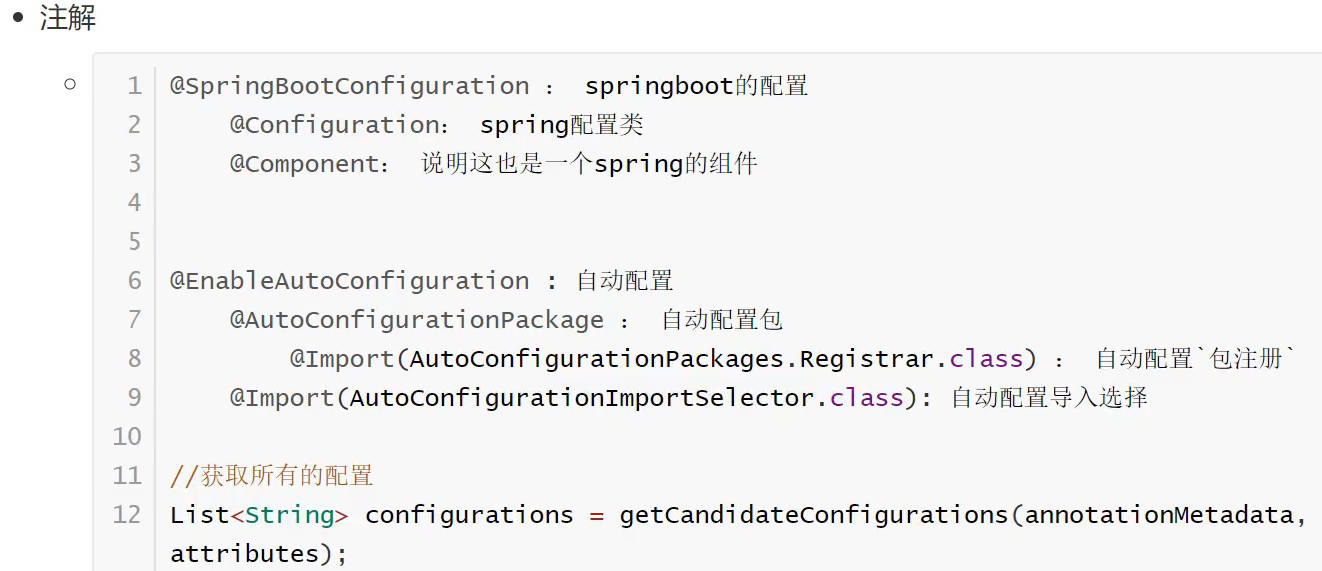 注解
1 @SpringBootConfiguration : springboot的配置
2 @Configuration: spring配置类
3 @Component: 说明这也是一个spring的组件
4
5
6 @EnableAutoConfiguration : 自动配置
7 @AutoConfigurationPackage : 自动配置包
8 @Import(AutoConfigurationPackages.Registrar.class) : 自动配置`包注册`
9 @Import(AutoConfigurationImportSelector.class): 自动配置导入选择
10
11 //获取所有的配置
12 List<String> configurations = getCandidateConfigurations(annotationMetadata,
attributes);